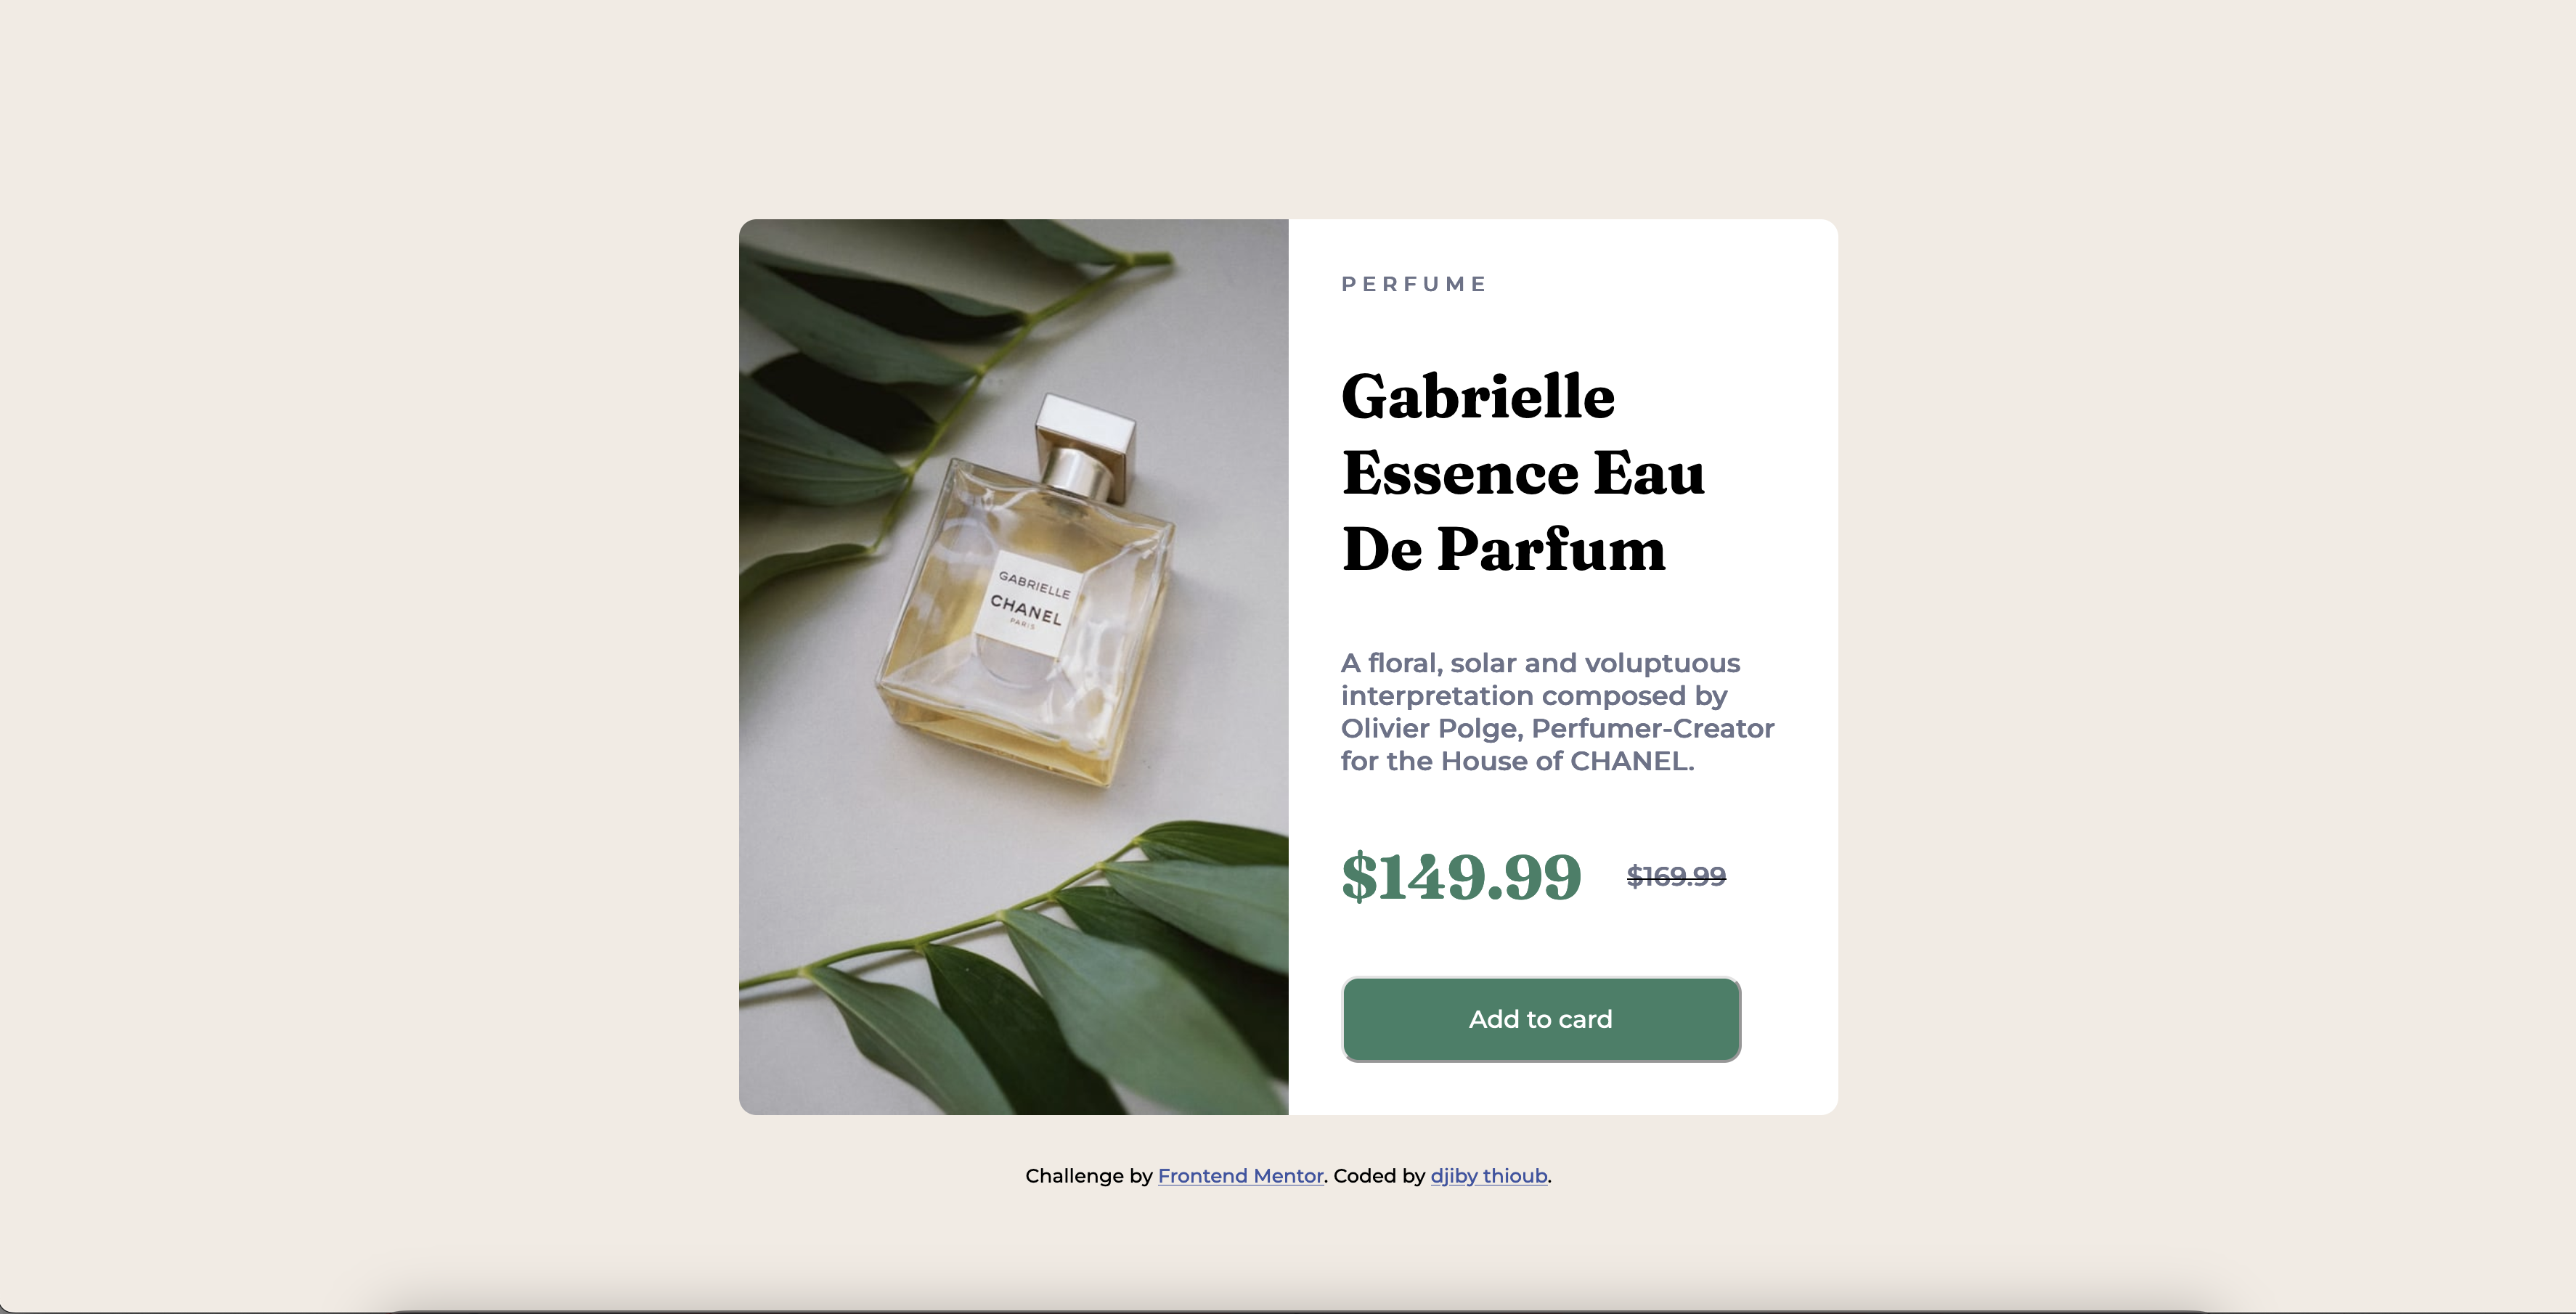 GABRIELLE
CHANEL
PARIS
PERFUME
Gabrielle
Essence Eau
De Parfum
A floral, solar and voluptuous
interpretation composed by
Olivier Polge, Perfumer-Creator
for the House of CHANEL.
$149.99 $169.99
Add to card
Challenge by Frontend Mentor. Coded by djiby thioub.